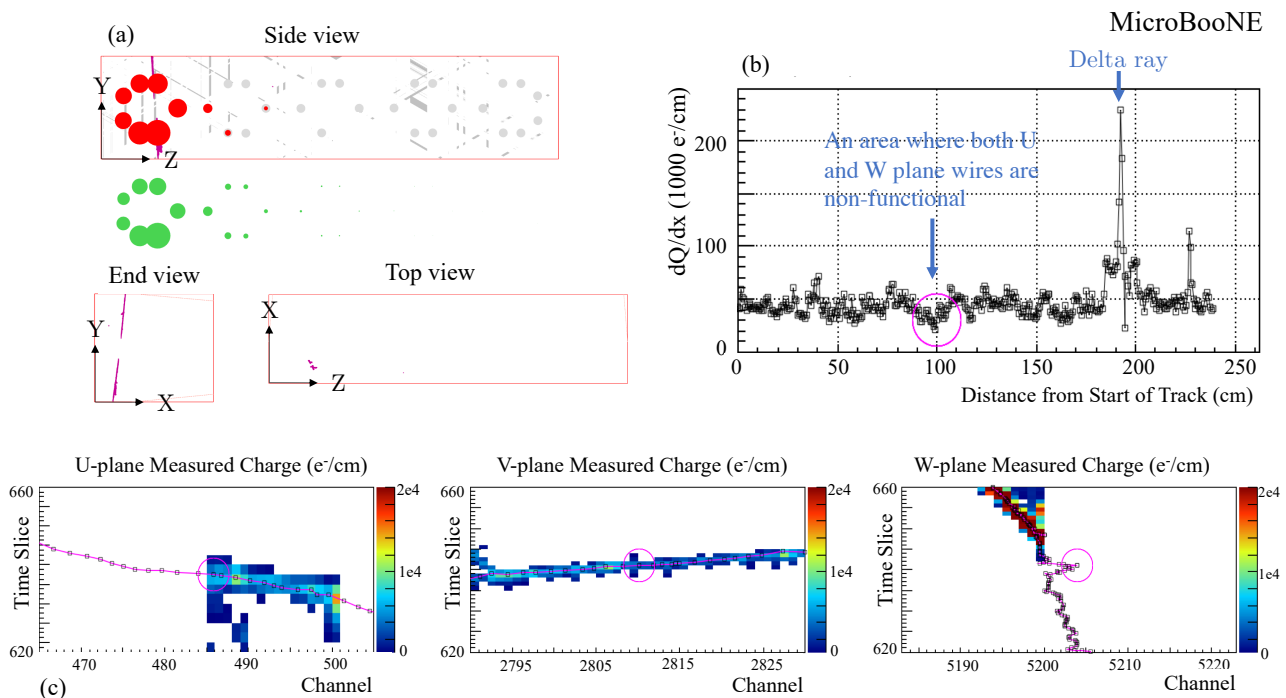 MicroBooNE
(a)
Side view
Y
Z
End view
Y
X
Top view
X
Z
(b)
Delta ray
An area where both U
and W plane wires are
non-functional
dQ/dx (1000 e⁻/cm)
200
100
0
0 50 100 150 200 250
Distance from Start of Track (cm)
U-plane Measured Charge (e⁻/cm)
660
Time Slice
620
470 480 490 500
Channel
2e4
1e4
0
V-plane Measured Charge (e⁻/cm)
660
Time Slice
620
2795 2805 2815 2825
Channel
2e4
1e4
0
W-plane Measured Charge (e⁻/cm)
660
Time Slice
620
5190 5200 5210 5220
Channel
2e4
1e4
0
(c)